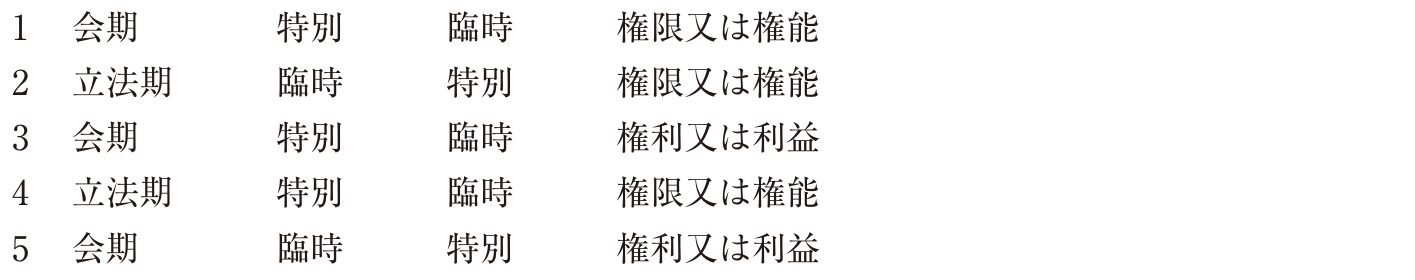 1 会期 特別 臨時 権限又は権能
2 立法期 臨時 特別 権限又は権能
3 会期 特別 臨時 権利又は利益
4 立法期 特別 臨時 権限又は権能
5 会期 臨時 特別 権利又は利益